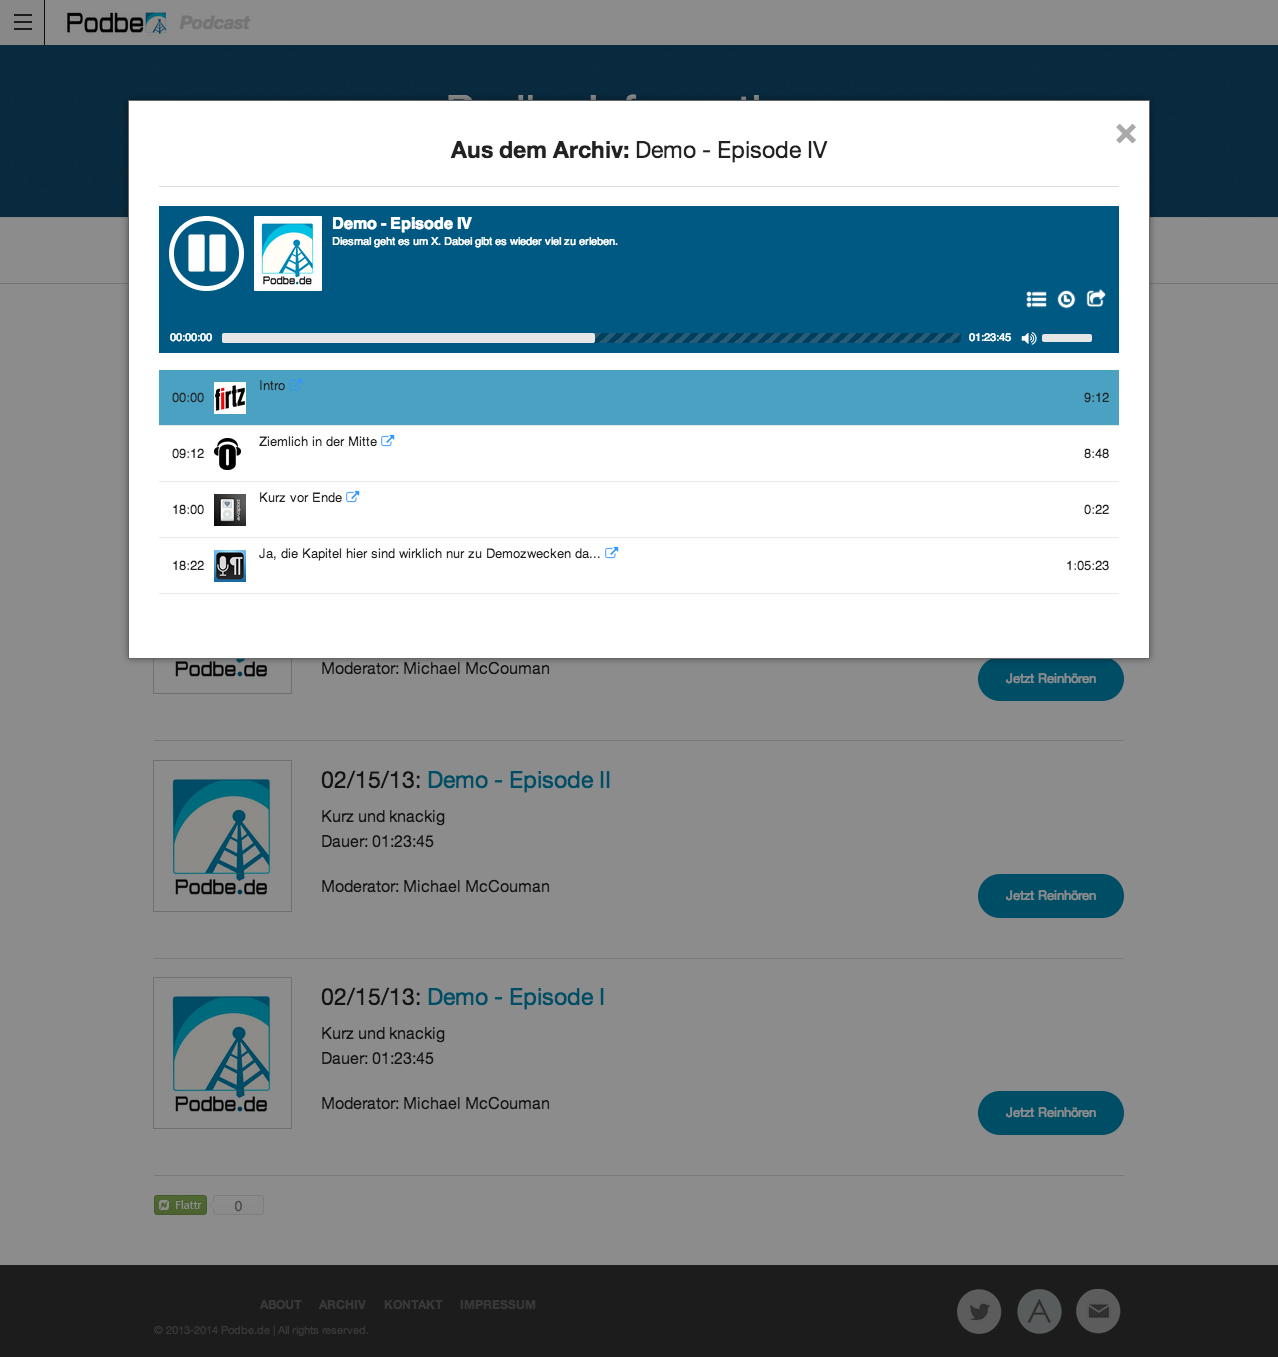 Podbe Podcast
Aus dem Archiv: Demo - Episode IV
Demo - Episode IV
Diesmal geht es um X. Dabei gibt es wieder viel zu erleben.
Podbe.de
00:00:00
01:23:45
00:00 firtz Intro 9:12
09:12 Ziemlich in der Mitte 8:48
18:00 Kurz vor Ende 0:22
18:22 Ja, die Kapitel hier sind wirklich nur zu Demozwecken da... 1:05:23
Podbe.de
Moderator: Michael McCouman
Jetzt Reinhören
02/15/13: Demo - Episode II
Kurz und knackig
Dauer: 01:23:45
Moderator: Michael McCouman
Podbe.de
Jetzt Reinhören
02/15/13: Demo - Episode I
Kurz und knackig
Dauer: 01:23:45
Moderator: Michael McCouman
Podbe.de
Jetzt Reinhören
Flattr 0
ABOUT ARCHIV KONTAKT IMPRESSUM
© 2013-2014 Podbe.de | All rights reserved.